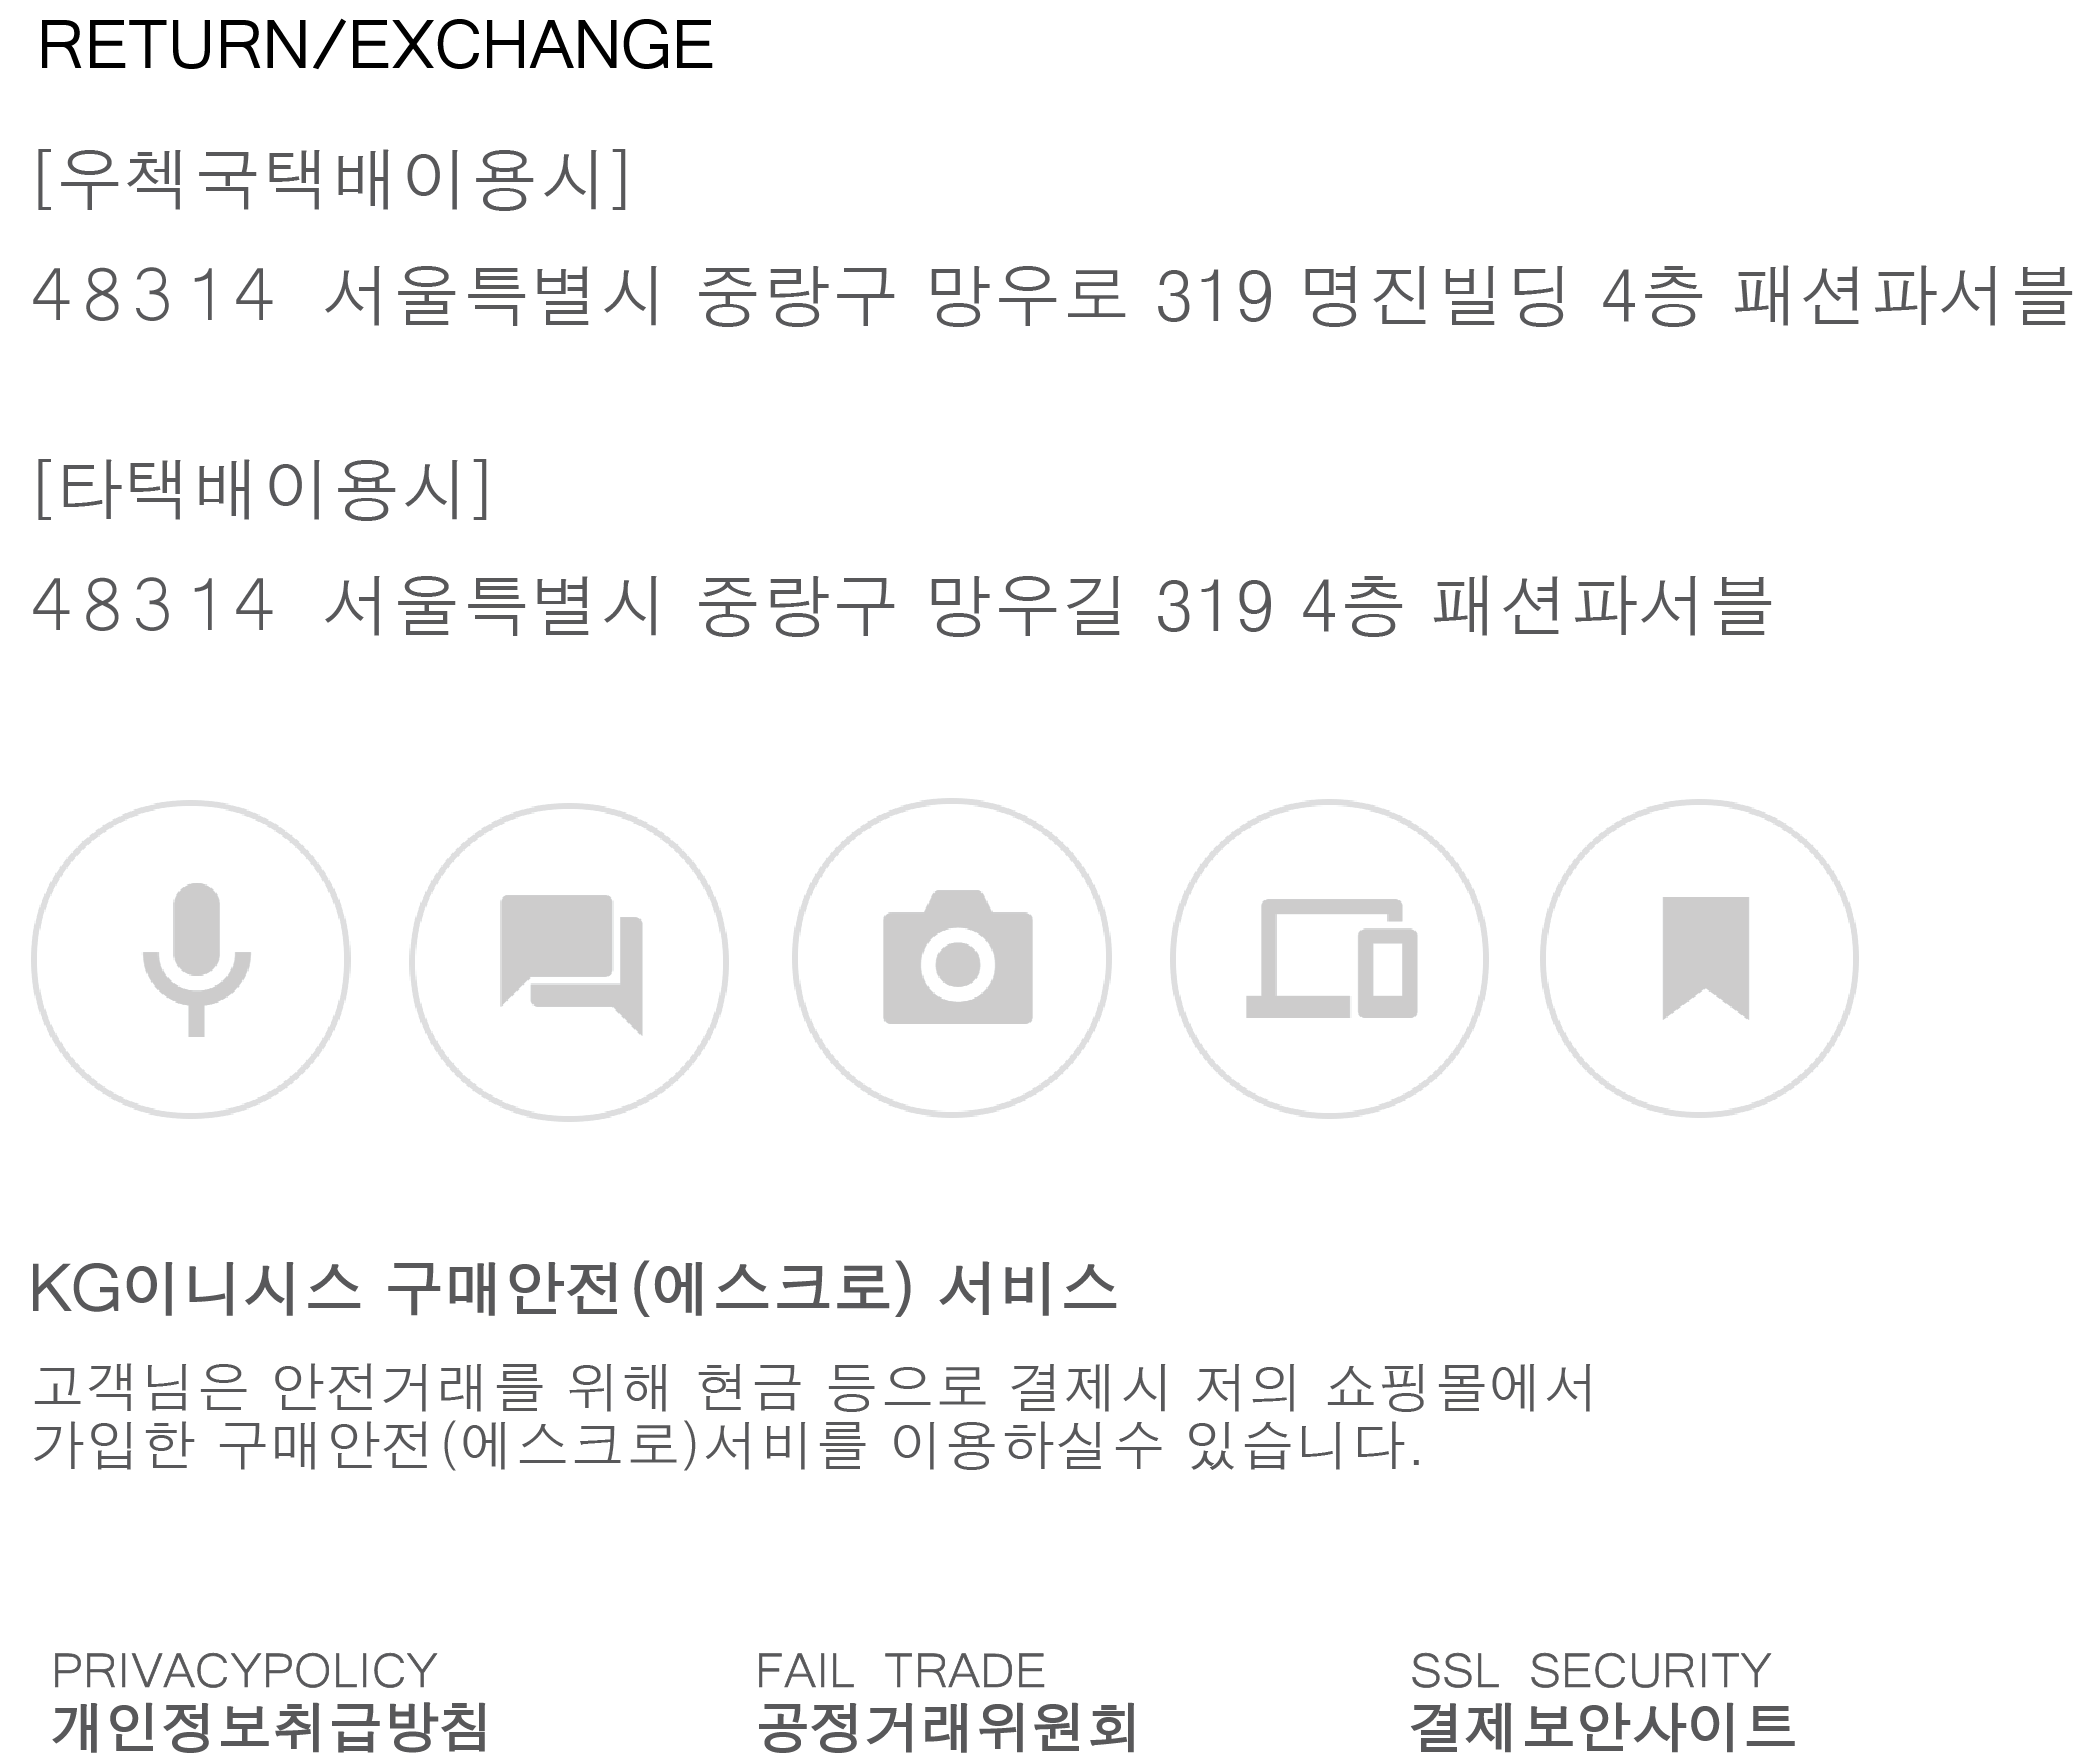 RETURN/EXCHANGE
[우첵국택배이용시]
48314 서울특별시 중랑구 망우로 319 명진빌딩 4층 패션파서블
[타택배이용시]
48314 서울특별시 중랑구 망우길 319 4층 패션파서블
KG이니시스 구매안전(에스크로) 서비스
고객님은 안전거래를 위해 현금 등으로 결제시 저의 쇼핑몰에서
가입한 구매안전(에스크로)서비를 이용하실수 있습니다.
PRIVACYPOLICY FAIL TRADE SSL SECURITY
개인정보취급방침 공정거래위원회 결제보안사이트